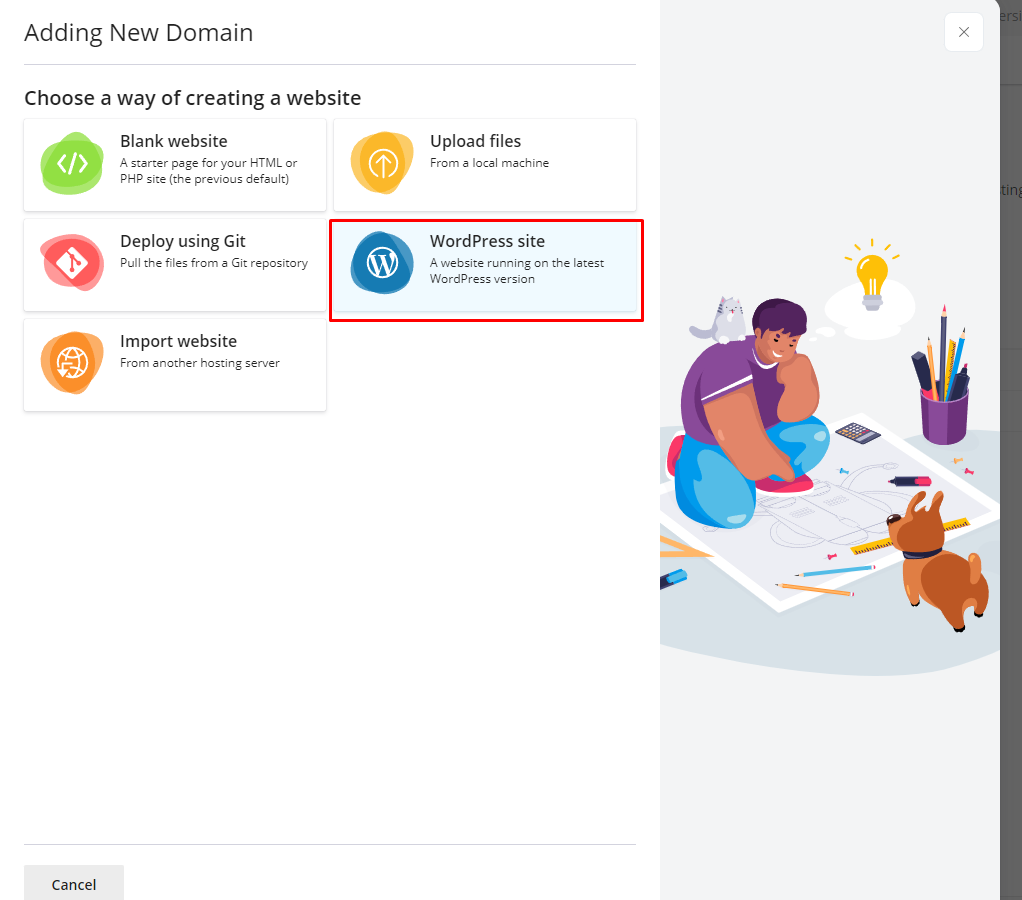 Adding New Domain
Choose a way of creating a website
Blank website
A starter page for your HTML or
PHP site (the previous default)
Upload files
From a local machine
Deploy using Git
Pull the files from a Git repository
WordPress site
A website running on the latest
WordPress version
Import website
From another hosting server
Cancel